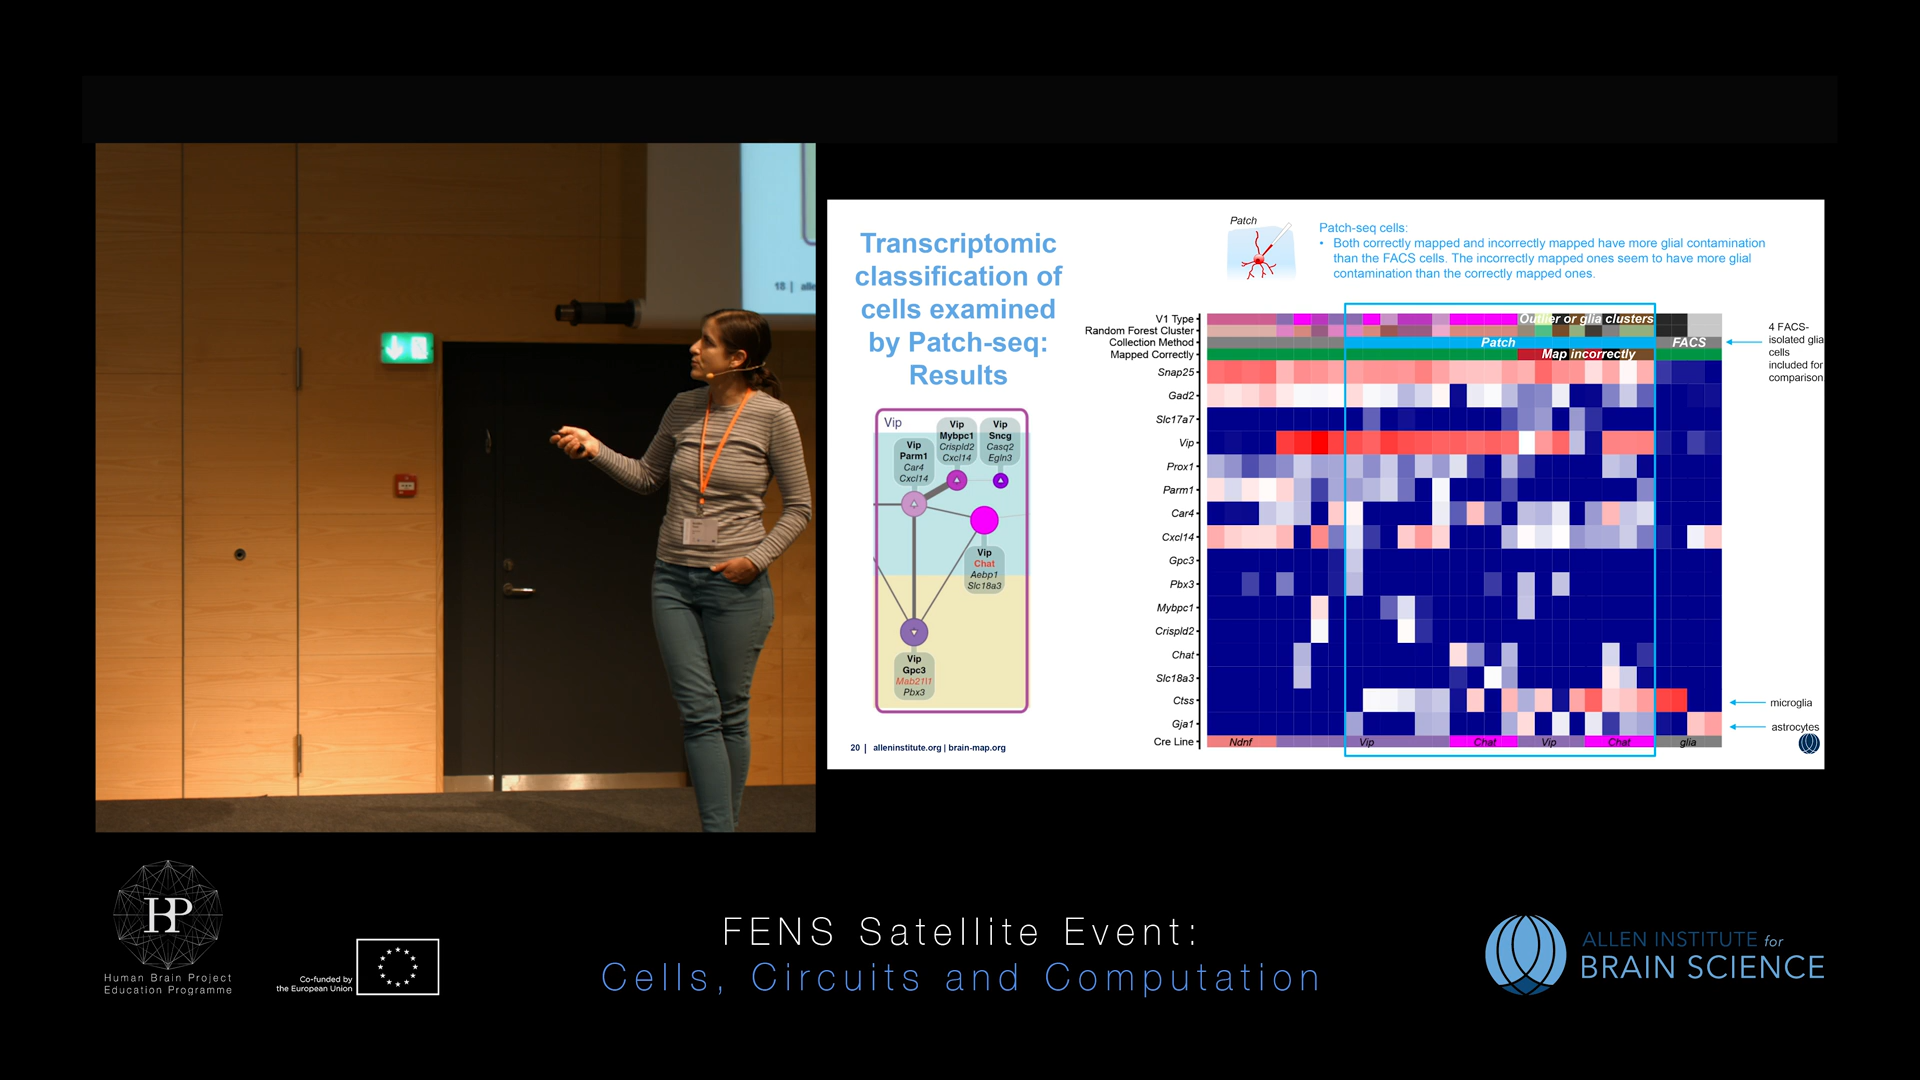 18 |
Transcriptomic
classification of
cells examined
by Patch-seq:
Results
Patch
Patch-seq cells:
• Both correctly mapped and incorrectly mapped have more glial contamination
than the FACS cells. The incorrectly mapped ones seem to have more glial
contamination than the correctly mapped ones.
Vip
Vip
Parm1
Car4
Cxcl14
Vip
Mybpc1
Crispld2
Cxcl14
Vip
Sncg
Casq2
Egln3
Vip
Chat
Aebp1
Slc18a3
Vip
Gpc3
Mab21l1
Pbx3
V1 Type
Outlier or glia clusters
Random Forest Cluster
Collection Method
Patch
FACS
Mapped Correctly
Map incorrectly
4 FACS-
isolated glia
cells
included for
comparison
Snap25
Gad2
Slc17a7
Vip
Prox1
Parm1
Car4
Cxcl14
Gpc3
Pbx3
Mybpc1
Crispld2
Chat
Slc18a3
Ctss
microglia
Gja1
astrocytes
Cre Line
Ndnf
Vip
Chat
Vip
Chat
glia
20 | alleninstitute.org | brain-map.org
HP
Human Brain Project
Education Programme
Co-funded by
the European Union
FENS Satellite Event:
Cells, Circuits and Computation
ALLEN INSTITUTE for
BRAIN SCIENCE